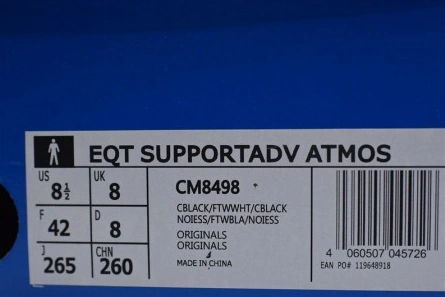 EQT SUPPORTADV ATMOS
US 8½ UK 8
F 42 D 8
J 265 CHN 260
CM8498
CBLACK/FTWWHT/CBLACK
NOIESS/FTWBLA/NOIESS
ORIGINALS
ORIGINALS
MADE IN CHINA
4 060507 045726
EAN PO# 119648918